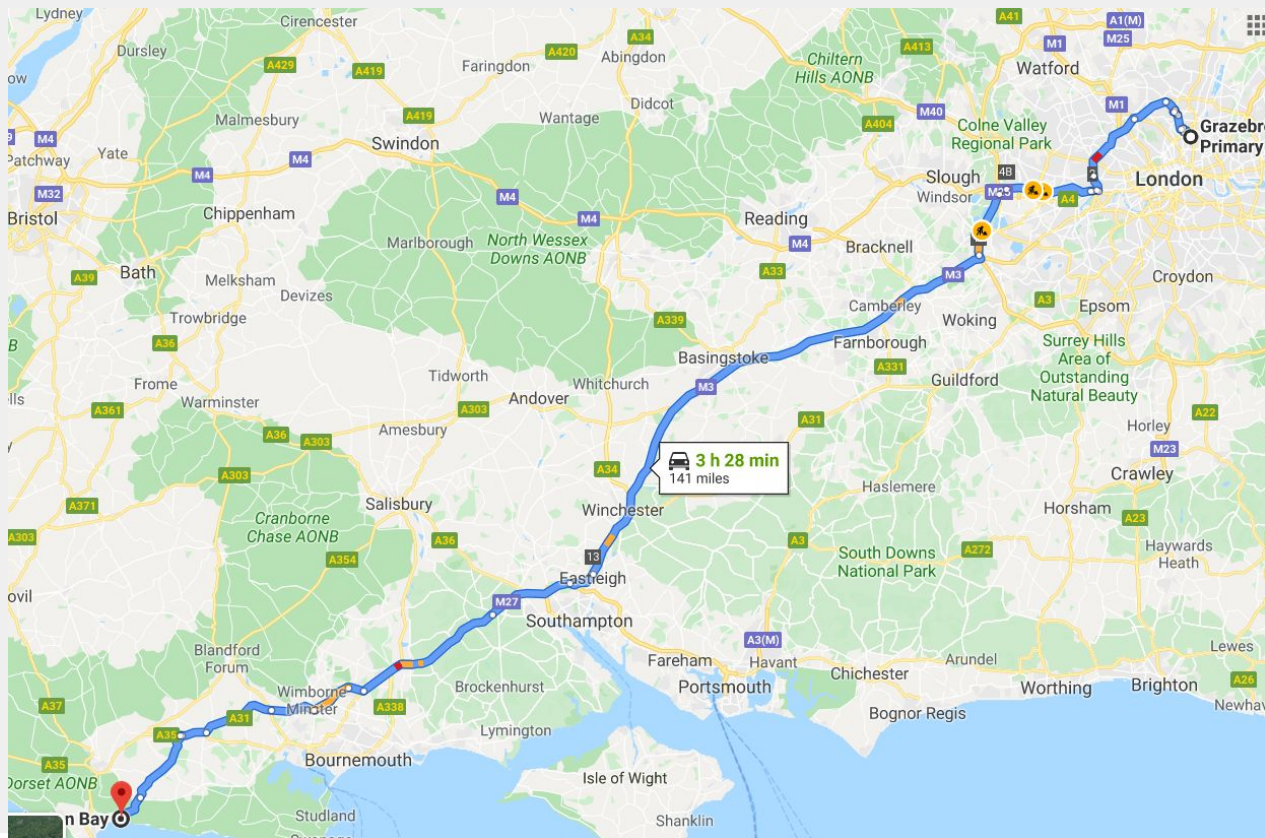 Lydney
Cirencester
A41
A1(M)
M25
Dursley
A429
A419
A420
A34
Abingdon
Faringdon
Chiltern
Hills AONB
A413
M1
Watford
ow
Malmesbury
A419
Wantage
Didcot
A404
M40
M1
Colne Valley
Regional Park
Grazebr
Primary
M4
Patchway
Yate
M4
Swindon
M4
Slough
4B
Windsor
M25
A4
London
M32
Bristol
Chippenham
M4
Reading
M4
Bracknell
Marlborough
North Wessex
Downs AONB
Bath
A39
Melksham
Devizes
A33
Croydon
Camberley
M3
A3
Epsom
Woking
Trowbridge
A36
A339
Farnborough
B
Basingstoke
A331
Surrey Hills
Area of
Outstanding
Natural Beauty
Frome
Warminster
Tidworth
Whitchurch
M3
Guildford
ells
A361
Andover
A303
A31
A22
Horley
A36
A303
Amesbury
M23
3 h 28 min
141 miles
A34
Crawley
A303
Haslemere
A371
Salisbury
Winchester
Horsham
A23
Cranborne
Chase AONB
A303
A36
A3
A272
Haywards
Heath
A354
13
South Downs
National Park
Eastleigh
ovil
M27
Southampton
A3(M)
Blandford
Forum
Fareham
Havant
Chichester
Arundel
Lewes
Wimborne
Minster
Brockenhurst
Portsmouth
Worthing
Brighton
A26
A37
A31
A338
Bognor Regis
Newhav
Lymington
A35
Bournemouth
A35
Dorset AONB
Isle of Wight
n Bay
Studland
Shanklin
Swanage